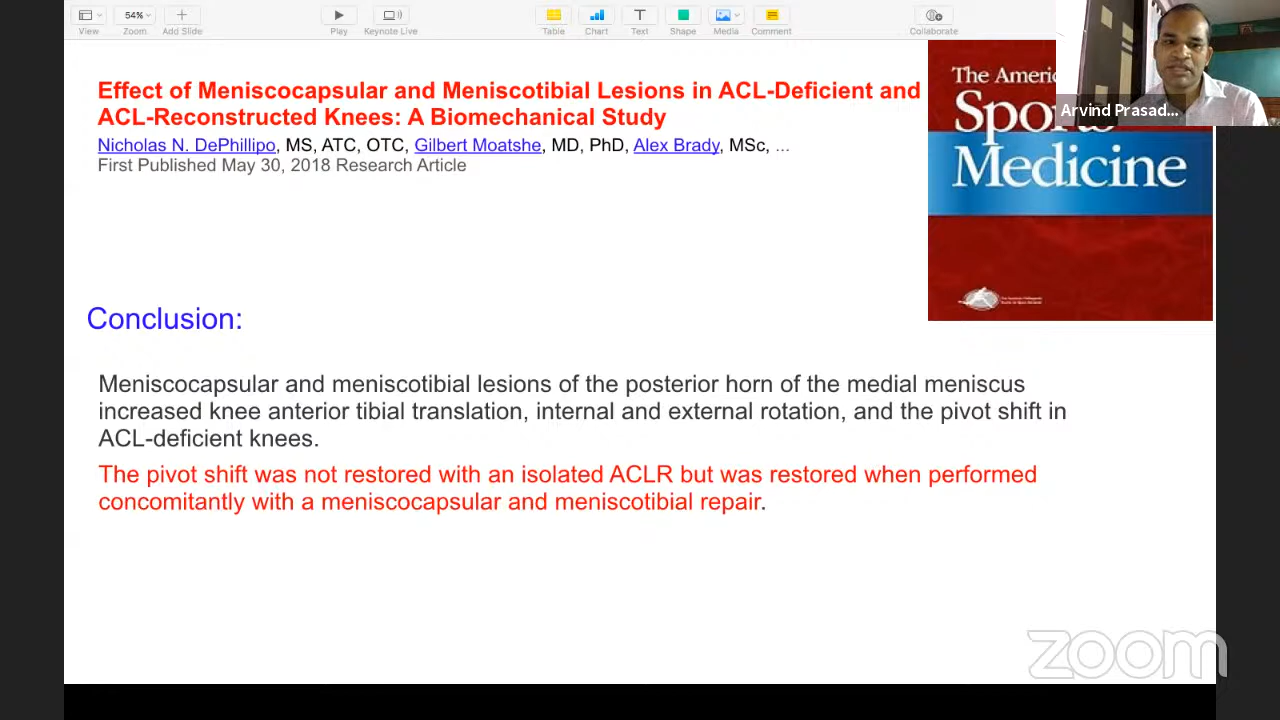 54%
View
Zoom
Add Slide
Play
Keynote Live
Table
Chart
Text
Shape
Media
Comment
Collaborate
Arvind Prasad...
Effect of Meniscocapsular and Meniscotibial Lesions in ACL-Deficient and
ACL-Reconstructed Knees: A Biomechanical Study
Nicholas N. DePhillipo, MS, ATC, OTC, Gilbert Moatshe, MD, PhD, Alex Brady, MSc, ...
First Published May 30, 2018 Research Article
The Americ
Sports
Medicine
Conclusion:
Meniscocapsular and meniscotibial lesions of the posterior horn of the medial meniscus
increased knee anterior tibial translation, internal and external rotation, and the pivot shift in
ACL-deficient knees.
The pivot shift was not restored with an isolated ACLR but was restored when performed
concomitantly with a meniscocapsular and meniscotibial repair.
zoom